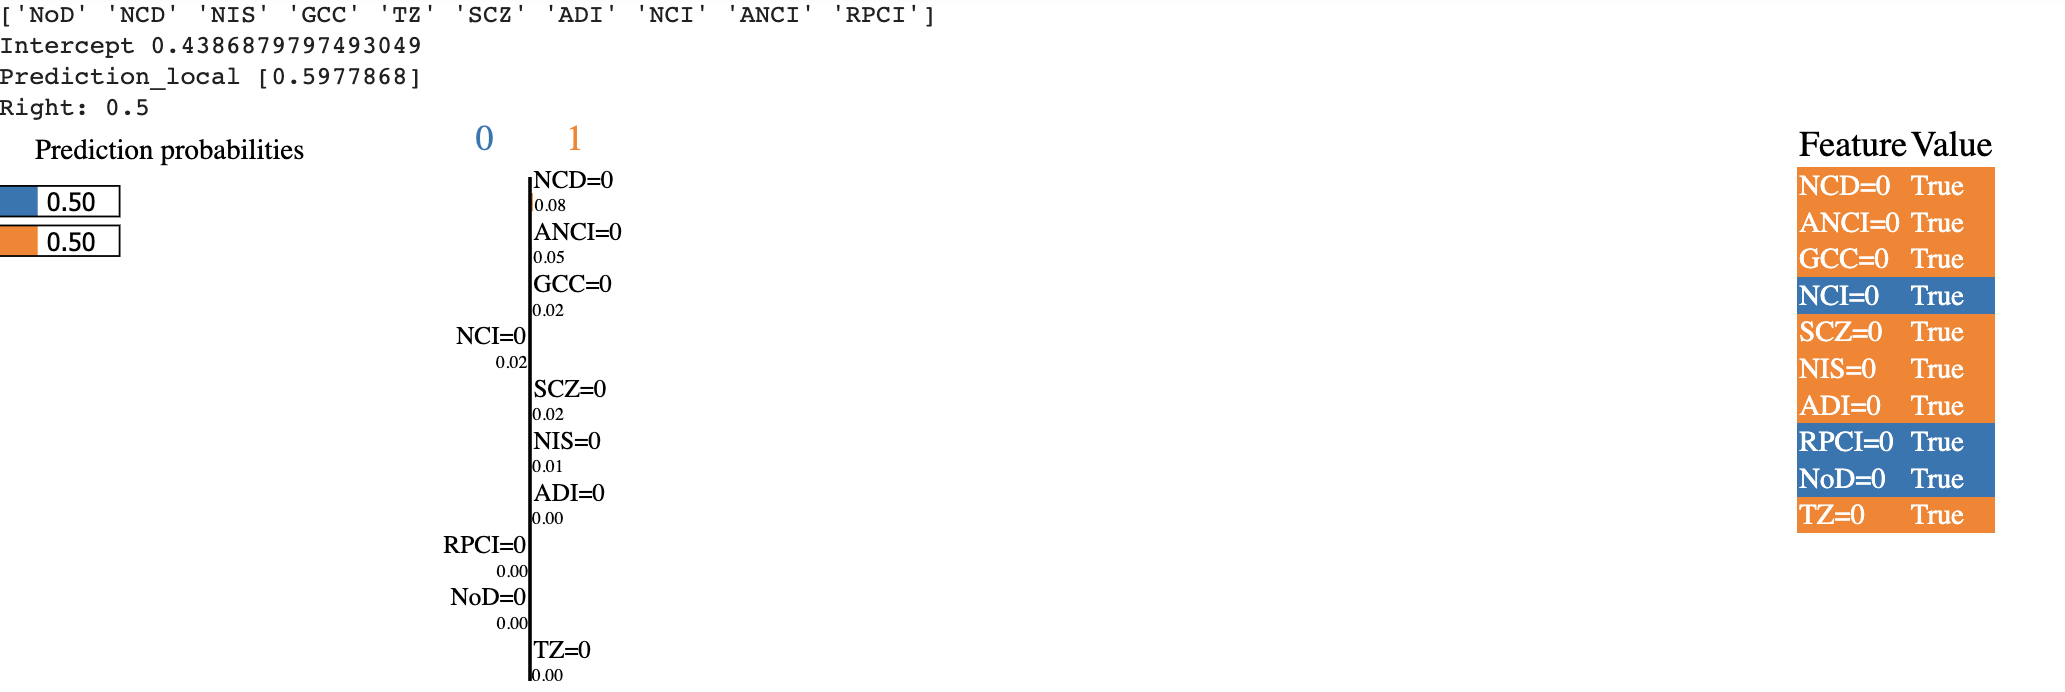 ['NoD' 'NCD' 'NIS' 'GCC' 'TZ' 'SCZ' 'ADI' 'NCI' 'ANCI' 'RPCI']
Intercept 0.4386879797493049
Prediction_local [0.5977868]
Right: 0.5
Prediction probabilities
0.50
0.50
0 1
NCD=0
0.08
ANCI=0
0.05
GCC=0
0.02
NCI=0
0.02
SCZ=0
0.02
NIS=0
0.01
ADI=0
0.00
RPCI=0
0.00
NoD=0
0.00
TZ=0
0.00
Feature Value
NCD=0 True
ANCI=0 True
GCC=0 True
NCI=0 True
SCZ=0 True
NIS=0 True
ADI=0 True
RPCI=0 True
NoD=0 True
TZ=0 True